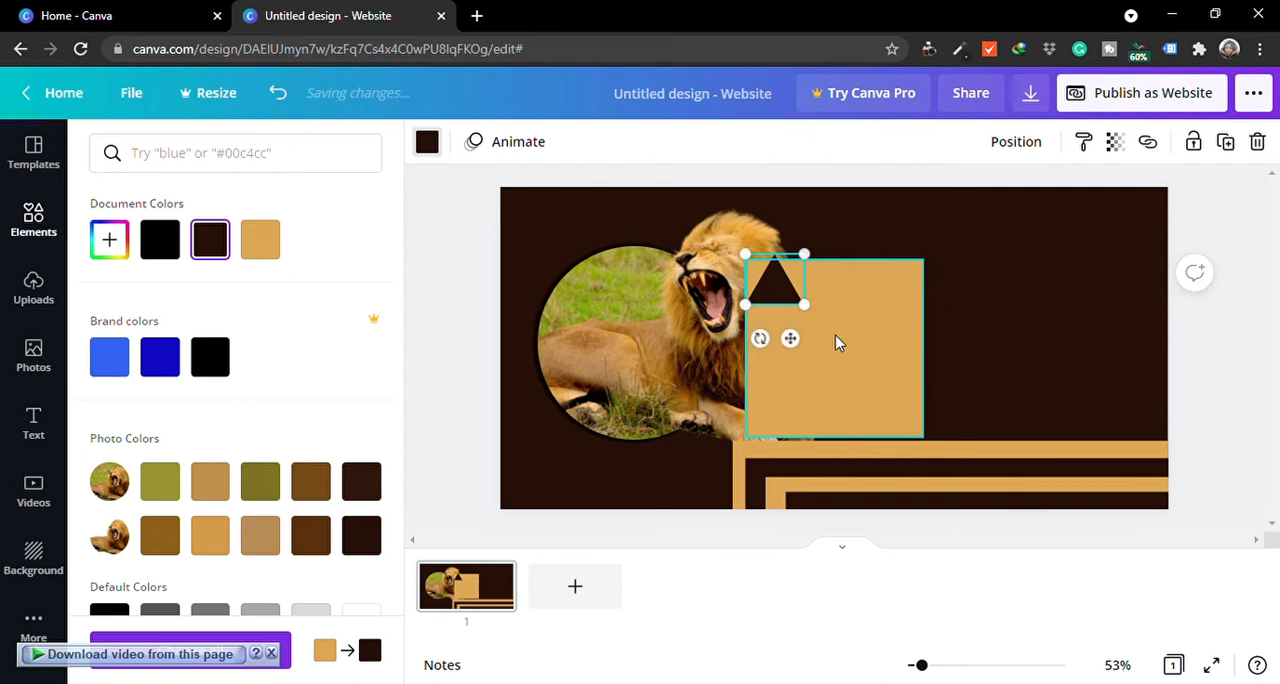 Home - Canva
Untitled design - Website
canva.com/design/DAEIUJmyn7w/kzFq7Cs4x4C0wPU8lqFKOg/edit#
60%
Home
File
Resize
Saving changes...
Untitled design - Website
Try Canva Pro
Share
Publish as Website
Templates
Elements
Uploads
Photos
Text
Videos
Background
More
Try "blue" or "#00c4cc"
Document Colors
Brand colors
Photo Colors
Default Colors
Download video from this page
Animate
Position
1
Notes
53%
1